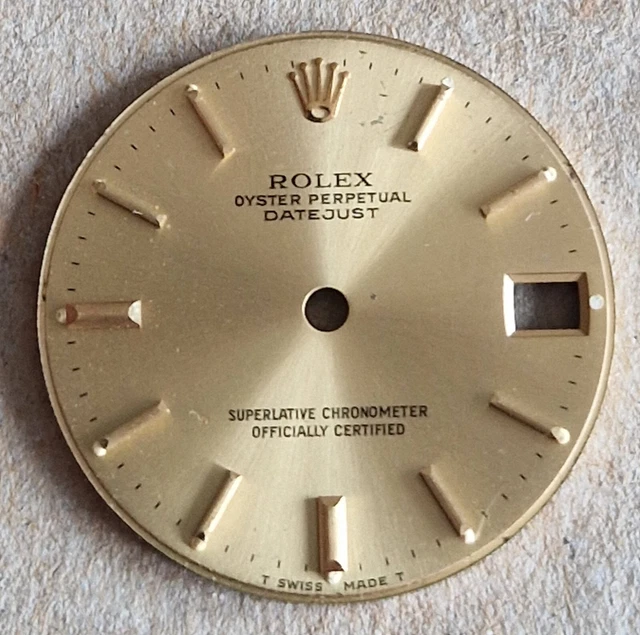 ROLEX
OYSTER PERPETUAL
DATEJUST
SUPERLATIVE CHRONOMETER
OFFICIALLY CERTIFIED
T SWISS MADE T